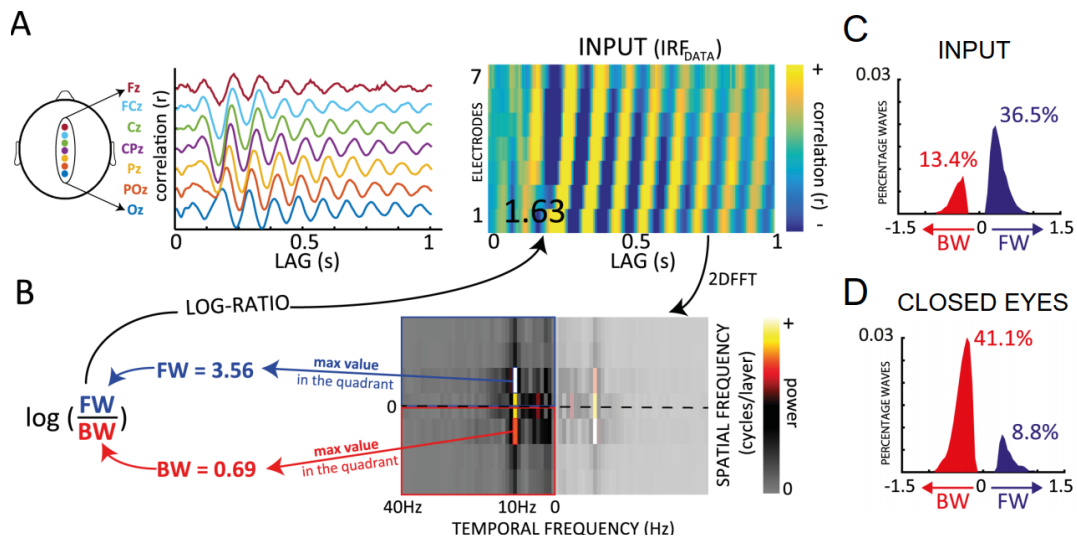 A
Fz
FCz
Cz
CPz
Pz
POz
Oz
correlation (r)
0
0.5
1
LAG (s)
INPUT (IRF_DATA)
7
ELECTRODES
1
1.63
0
0.5
1
LAG (s)
+
correlation (r)
-
2DFFT
B
LOG-RATIO
log (FW/BW)
FW = 3.56
BW = 0.69
max value
in the quadrant
max value
in the quadrant
0
40Hz
10Hz
0
TEMPORAL FREQUENCY (Hz)
SPATIAL FREQUENCY
(cycles/layer)
+
power
0
C
INPUT
0.03
PERCENTAGE WAVES
13.4%
36.5%
-1.5
BW
0
FW
1.5
D
CLOSED EYES
0.03
PERCENTAGE WAVES
41.1%
8.8%
-1.5
BW
0
FW
1.5